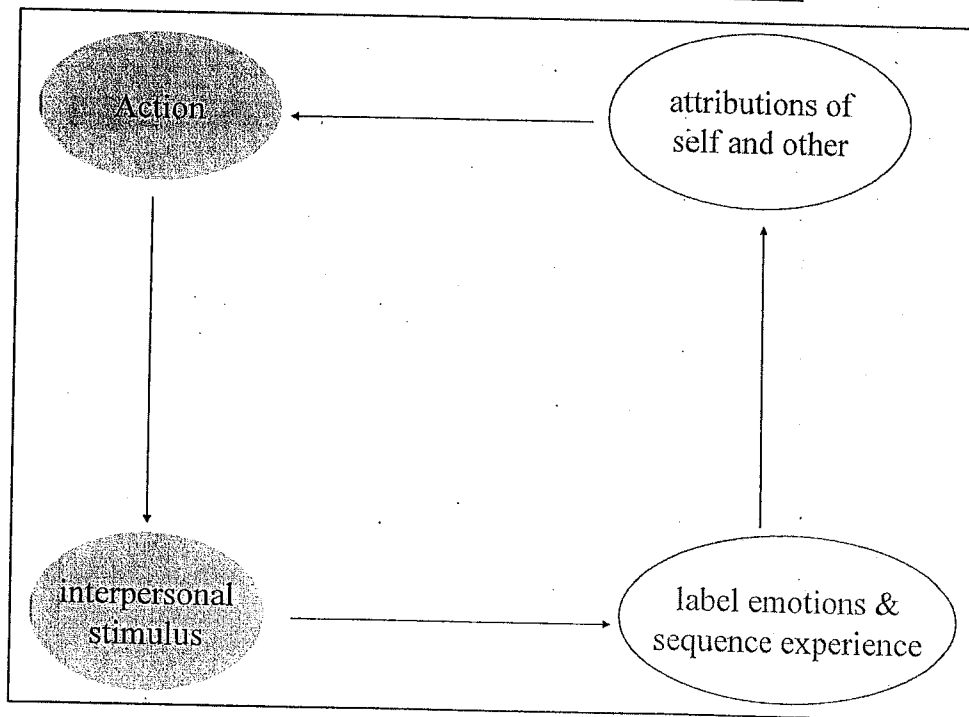 Action
attributions of
self and other
interpersonal
stimulus
label emotions &
sequence experience